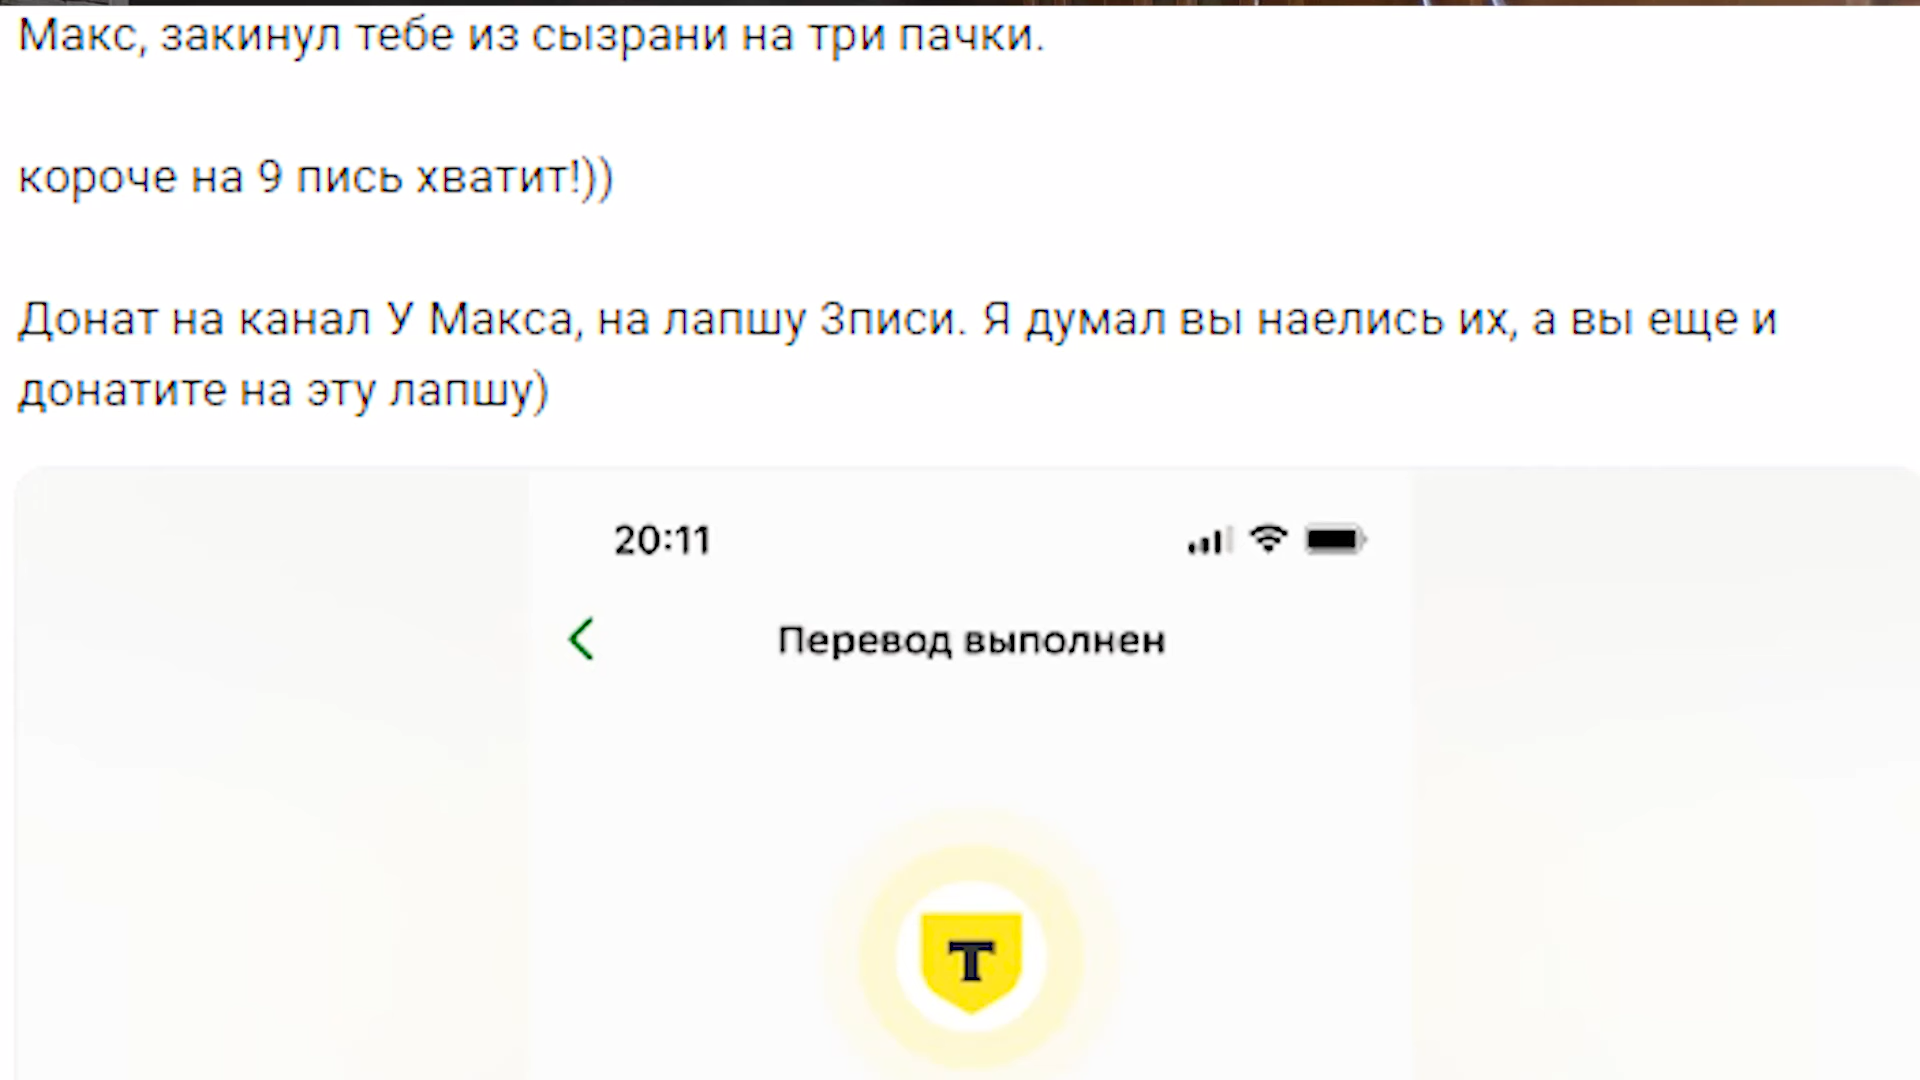 Макс, закинул тебе из сызрани на три пачки.
короче на 9 пись хватит!))
Донат на канал У Макса, на лапшу 3писи. Я думал вы наелись их, а вы еще и
донатите на эту лапшу)
20:11
Перевод выполнен
Т